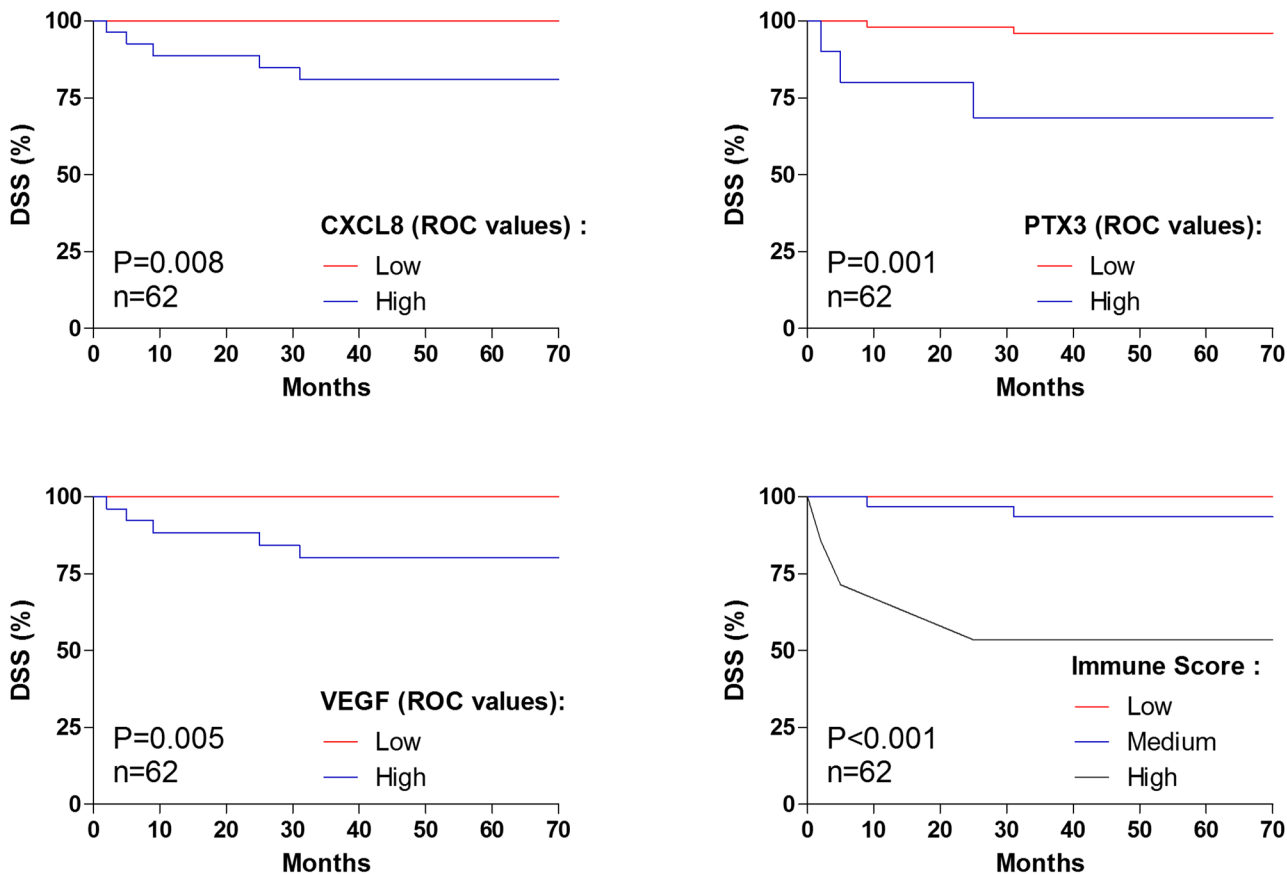 100
75
50
25
0
DSS (%)
CXCL8 (ROC values) :
Low
High
P=0.008
n=62
0 10 20 30 40 50 60 70
Months
100
75
50
25
0
DSS (%)
PTX3 (ROC values):
Low
High
P=0.001
n=62
0 10 20 30 40 50 60 70
Months
100
75
50
25
0
DSS (%)
VEGF (ROC values):
Low
High
P=0.005
n=62
0 10 20 30 40 50 60 70
Months
100
75
50
25
0
DSS (%)
Immune Score :
Low
Medium
High
P<0.001
n=62
0 10 20 30 40 50 60 70
Months